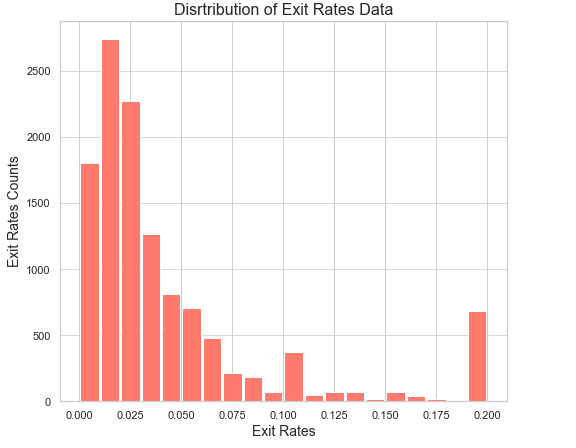 Disrtribution of Exit Rates Data
Exit Rates Counts
2500
2000
1500
1000
500
0
0.000 0.025 0.050 0.075 0.100 0.125 0.150 0.175 0.200
Exit Rates